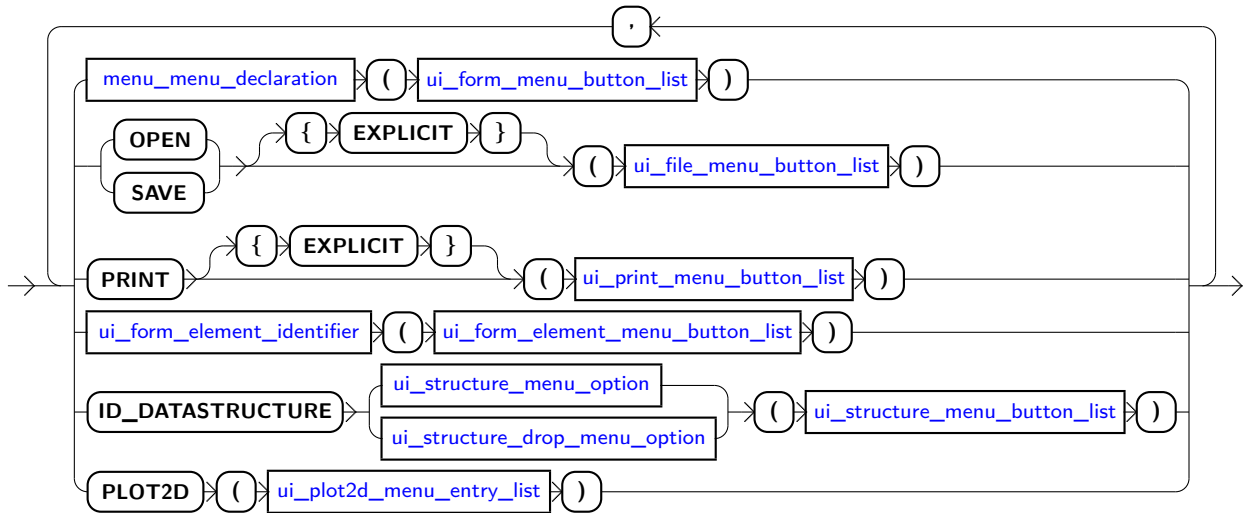 ,
menu_menu_declaration ( ui_form_menu_button_list )
{ EXPLICIT }
OPEN
( ui_file_menu_button_list )
SAVE
{ EXPLICIT }
PRINT ( ui_print_menu_button_list )
ui_form_element_identifier ( ui_form_element_menu_button_list )
ui_structure_menu_option
ID_DATASTRUCTURE ( ui_structure_menu_button_list )
ui_structure_drop_menu_option
PLOT2D ( ui_plot2d_menu_entry_list )